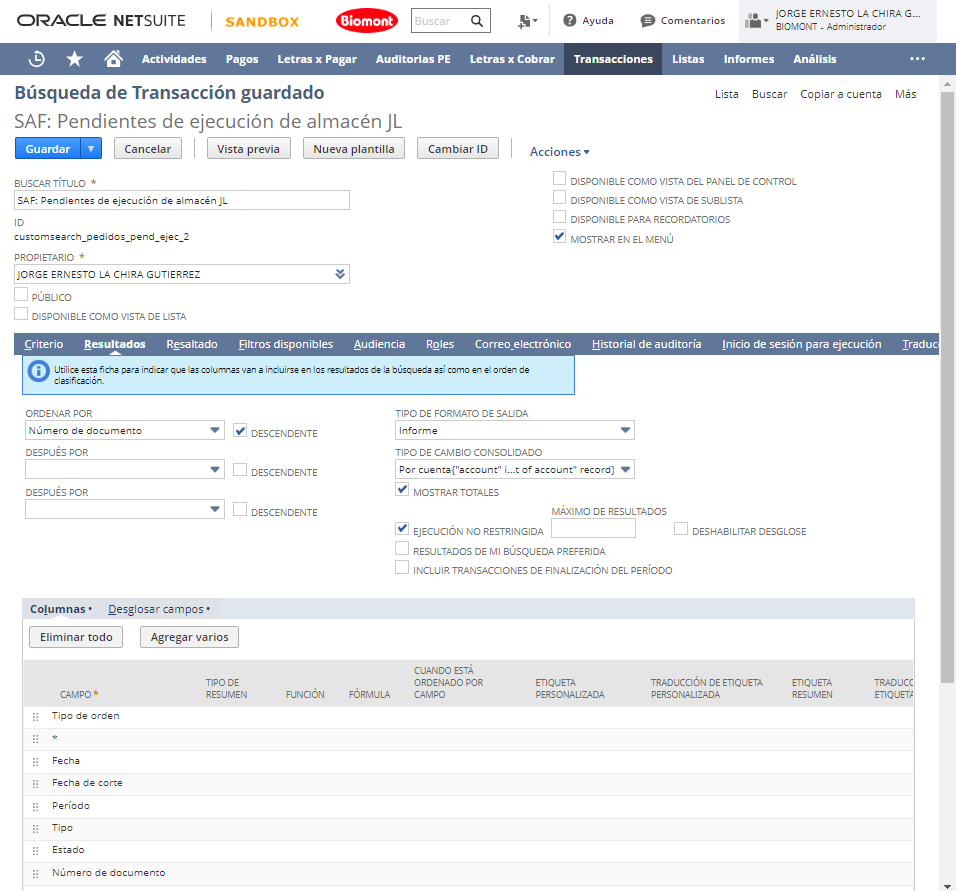 ORACLE NETSUITE
SANDBOX
Biomont
Buscar
Ayuda
Comentarios
JORGE ERNESTO LA CHIRA G...
BIOMONT - Administrador
Actividades Pagos Letras x Pagar Auditorias PE Letras x Cobrar Transacciones Listas Informes Análisis ...
Búsqueda de Transacción guardado
Lista Buscar Copiar a cuenta Más
SAF: Pendientes de ejecución de almacén JL
Guardar Cancelar Vista previa Nueva plantilla Cambiar ID Acciones
BUSCAR TÍTULO *
SAF: Pendientes de ejecución de almacén JL
ID
customsearch_pedidos_pend_ejec_2
PROPIETARIO *
JORGE ERNESTO LA CHIRA GUTIERREZ
PÚBLICO
DISPONIBLE COMO VISTA DE LISTA
DISPONIBLE COMO VISTA DEL PANEL DE CONTROL
DISPONIBLE COMO VISTA DE SUBLISTA
DISPONIBLE PARA RECORDATORIOS
MOSTRAR EN EL MENÚ
Criterio Resultados Resaltado Filtros disponibles Audiencia Roles Correo electrónico Historial de auditoría Inicio de sesión para ejecución Traduc
Utilice esta ficha para indicar que las columnas van a incluirse en los resultados de la búsqueda así como en el orden de
clasificación.
ORDENAR POR
Número de documento
DESCENDENTE
DESPUÉS POR
DESCENDENTE
DESPUÉS POR
DESCENDENTE
TIPO DE FORMATO DE SALIDA
Informe
TIPO DE CAMBIO CONSOLIDADO
Por cuenta{"account" i...t of account" record}
MOSTRAR TOTALES
MÁXIMO DE RESULTADOS
EJECUCIÓN NO RESTRINGIDA
DESHABILITAR DESGLOSE
RESULTADOS DE MI BÚSQUEDA PREFERIDA
INCLUIR TRANSACCIONES DE FINALIZACIÓN DEL PERÍODO
Columnas • Desglosar campos •
Eliminar todo Agregar varios
CAMPO *
TIPO DE
RESUMEN
FUNCIÓN
FÓRMULA
CUANDO ESTÁ
ORDENADO POR
CAMPO
ETIQUETA
PERSONALIZADA
TRADUCCIÓN DE ETIQUETA
PERSONALIZADA
ETIQUETA
RESUMEN
TRADUCC
ETIQUETA
Tipo de orden
*
Fecha
Fecha de corte
Período
Tipo
Estado
Número de documento